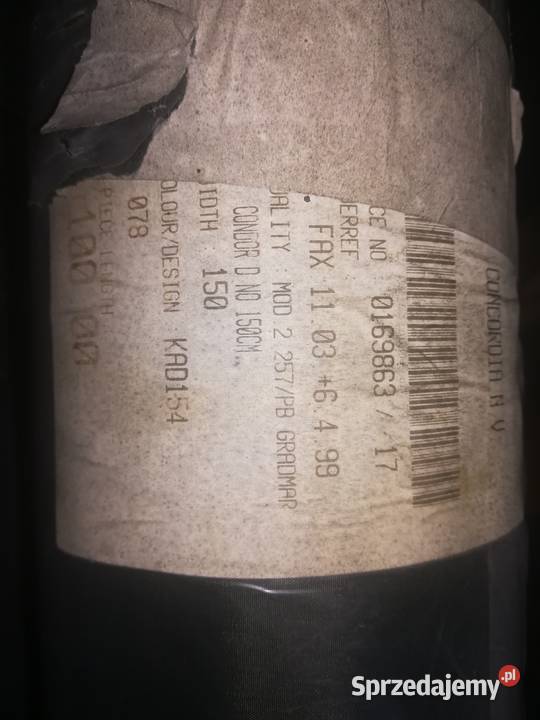 CONCORDIA N V
CE NO 0169863 / 17
ERREF
FAX 11.03 +6.4.99
UALITY : MOD 2 257/PB GRADMAR
CONDOR D NO 150CM
IDTH 150
OLOUR/DESIGN : KAD154
078
PIECE LENGTH
100.00
Sprzedajemy.pl